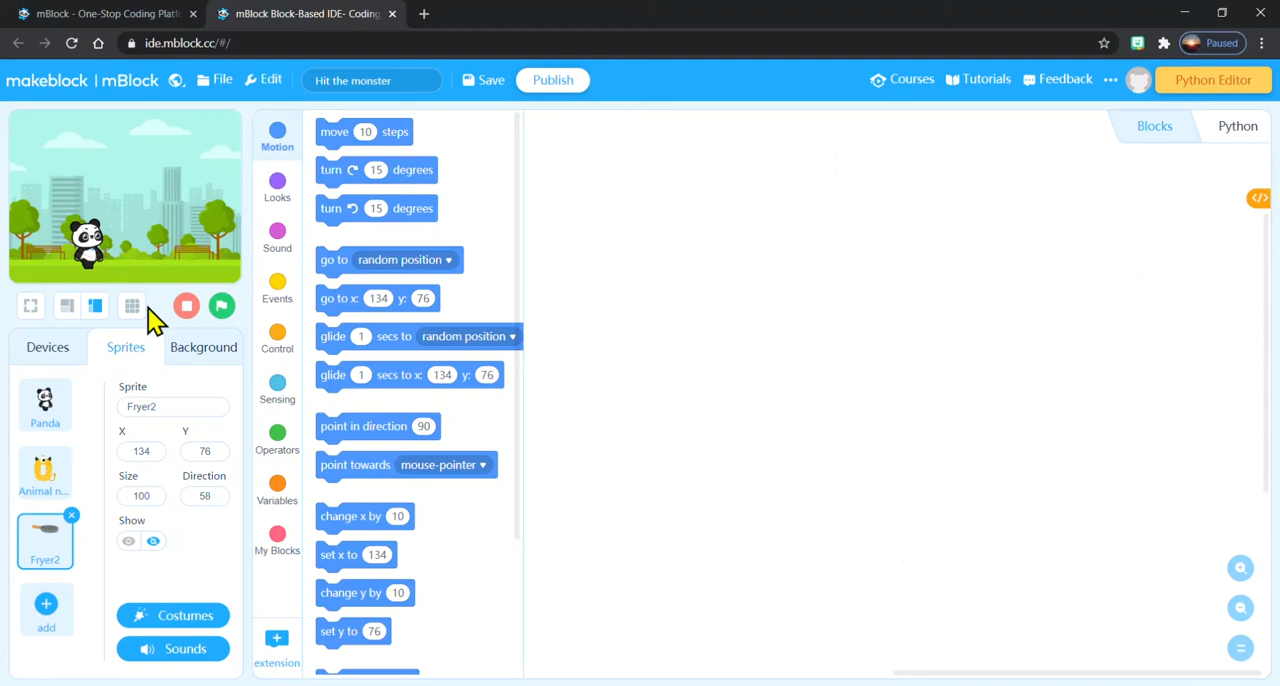 mBlock - One-Stop Coding Platf
mBlock Block-Based IDE- Coding
ide.mblock.cc/#/
Paused
makeblock | mBlock
File
Edit
Hit the monster
Save
Publish
Courses
Tutorials
Feedback
Python Editor
Blocks
Python
Motion
Looks
Sound
Events
Control
Sensing
Operators
Variables
My Blocks
extension
move 10 steps
turn 15 degrees
turn 15 degrees
go to random position
go to x: 134 y: 76
glide 1 secs to random position
glide 1 secs to x: 134 y: 76
point in direction 90
point towards mouse-pointer
change x by 10
set x to 134
change y by 10
set y to 76
Devices
Sprites
Background
Panda
Animal n...
Fryer2
add
Sprite
Fryer2
X
Y
134
76
Size
Direction
100
58
Show
Costumes
Sounds